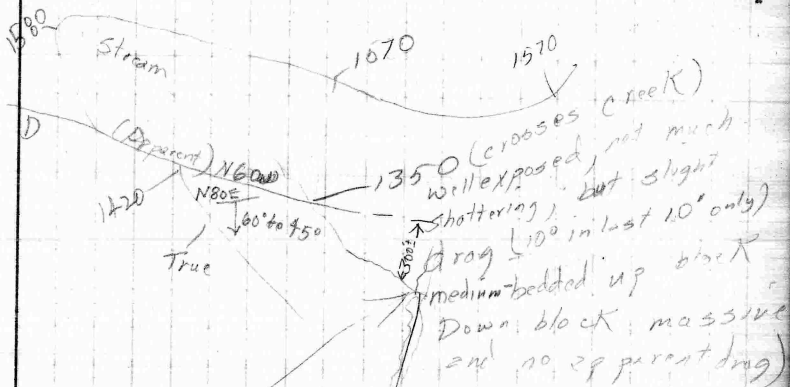 1580
Stream
1670
1570
D
(Apparent) N60W
1420
N80E
60° to 45°
True
1350 (crosses creek)
well exposed, not much
shattering, but slight
drag (10° in last 10' only)
300±
medium-bedded up block
Down block massive
and no apparent drag)